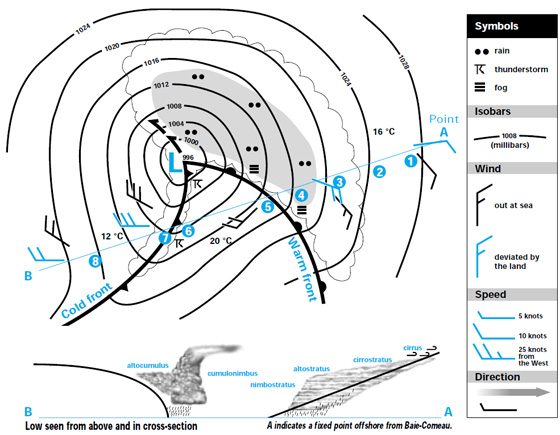 1024
1020
1016
1012
1008
1004
1000
996
1024
1028
L
16 °C
12 °C
20 °C
Point
A
1
2
3
4
5
6
7
8
B
Cold front
Warm front
Symbols
rain
thunderstorm
fog
Isobars
1008
(millibars)
Wind
out at sea
deviated by
the land
Speed
5 knots
10 knots
25 knots
from
the West
Direction
altocumulus
cumulonimbus
nimbostratus
altostratus
cirrostratus
cirrus
B
A
Low seen from above and in cross-section
A indicates a fixed point offshore from Baie-Comeau.